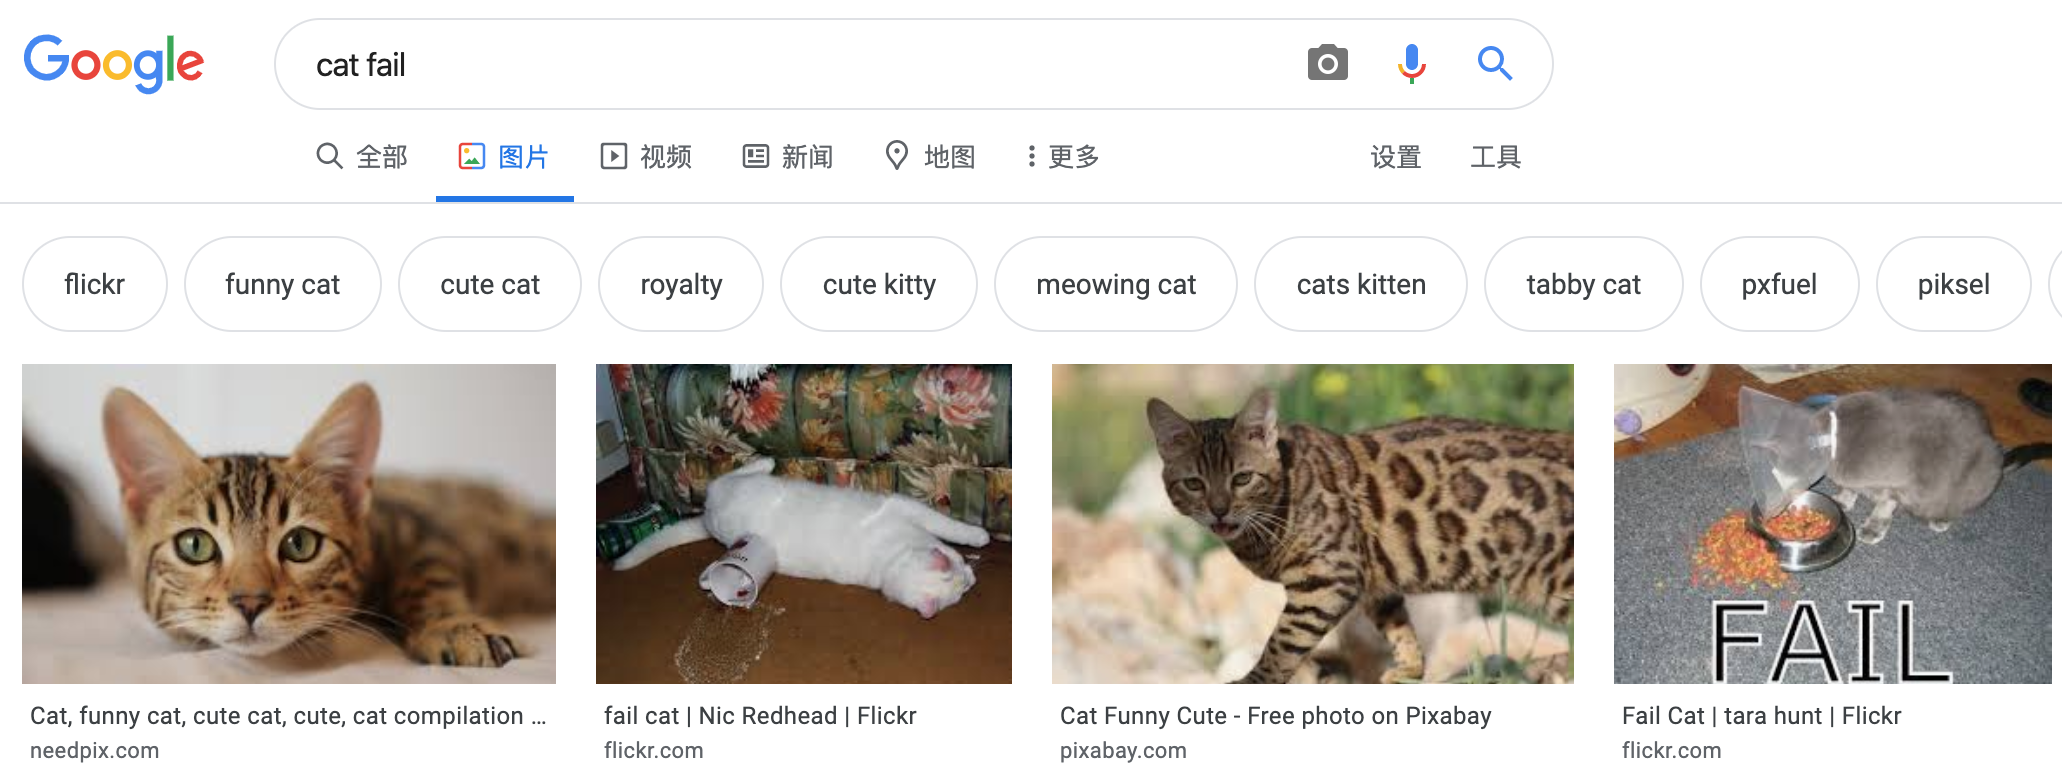 Google
cat fail
全部 图片 视频 新闻 地图 更多 设置 工具
flickr funny cat cute cat royalty cute kitty meowing cat cats kitten tabby cat pxfuel piksel
FAIL
Cat, funny cat, cute cat, cute, cat compilation ...
needpix.com
fail cat | Nic Redhead | Flickr
flickr.com
Cat Funny Cute - Free photo on Pixabay
pixabay.com
Fail Cat | tara hunt | Flickr
flickr.com